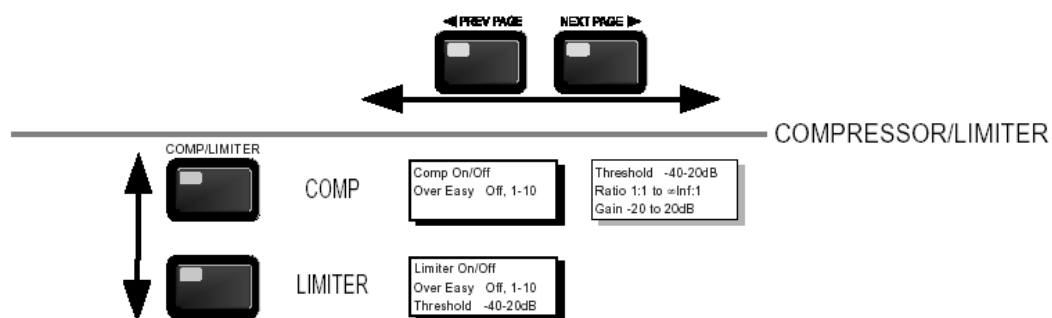 ◀ PREV PAGE NEXT PAGE ▶
COMPRESSOR/LIMITER
COMP/LIMITER
COMP
Comp On/Off
Over Easy Off, 1-10
Threshold -40-20dB
Ratio 1:1 to ∞Inf:1
Gain -20 to 20dB
LIMITER
Limiter On/Off
Over Easy Off, 1-10
Threshold -40-20dB